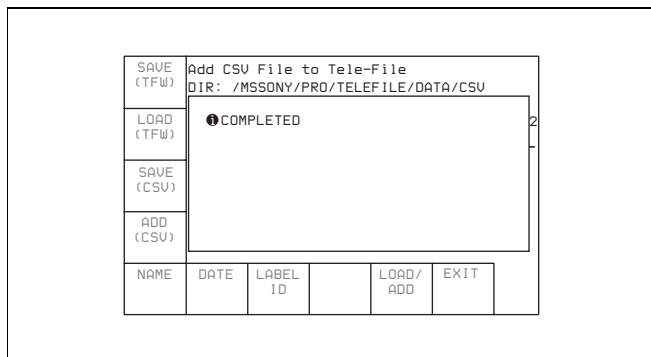 SAVE
(TFW)
Add CSV File to Tele-File
DIR: /MSSONY/PRO/TELEFILE/DATA/CSV
LOAD
(TFW)
COMPLETED
2
-
SAVE
(CSV)
ADD
(CSV)
NAME
DATE
LABEL
ID
LOAD/
ADD
EXIT